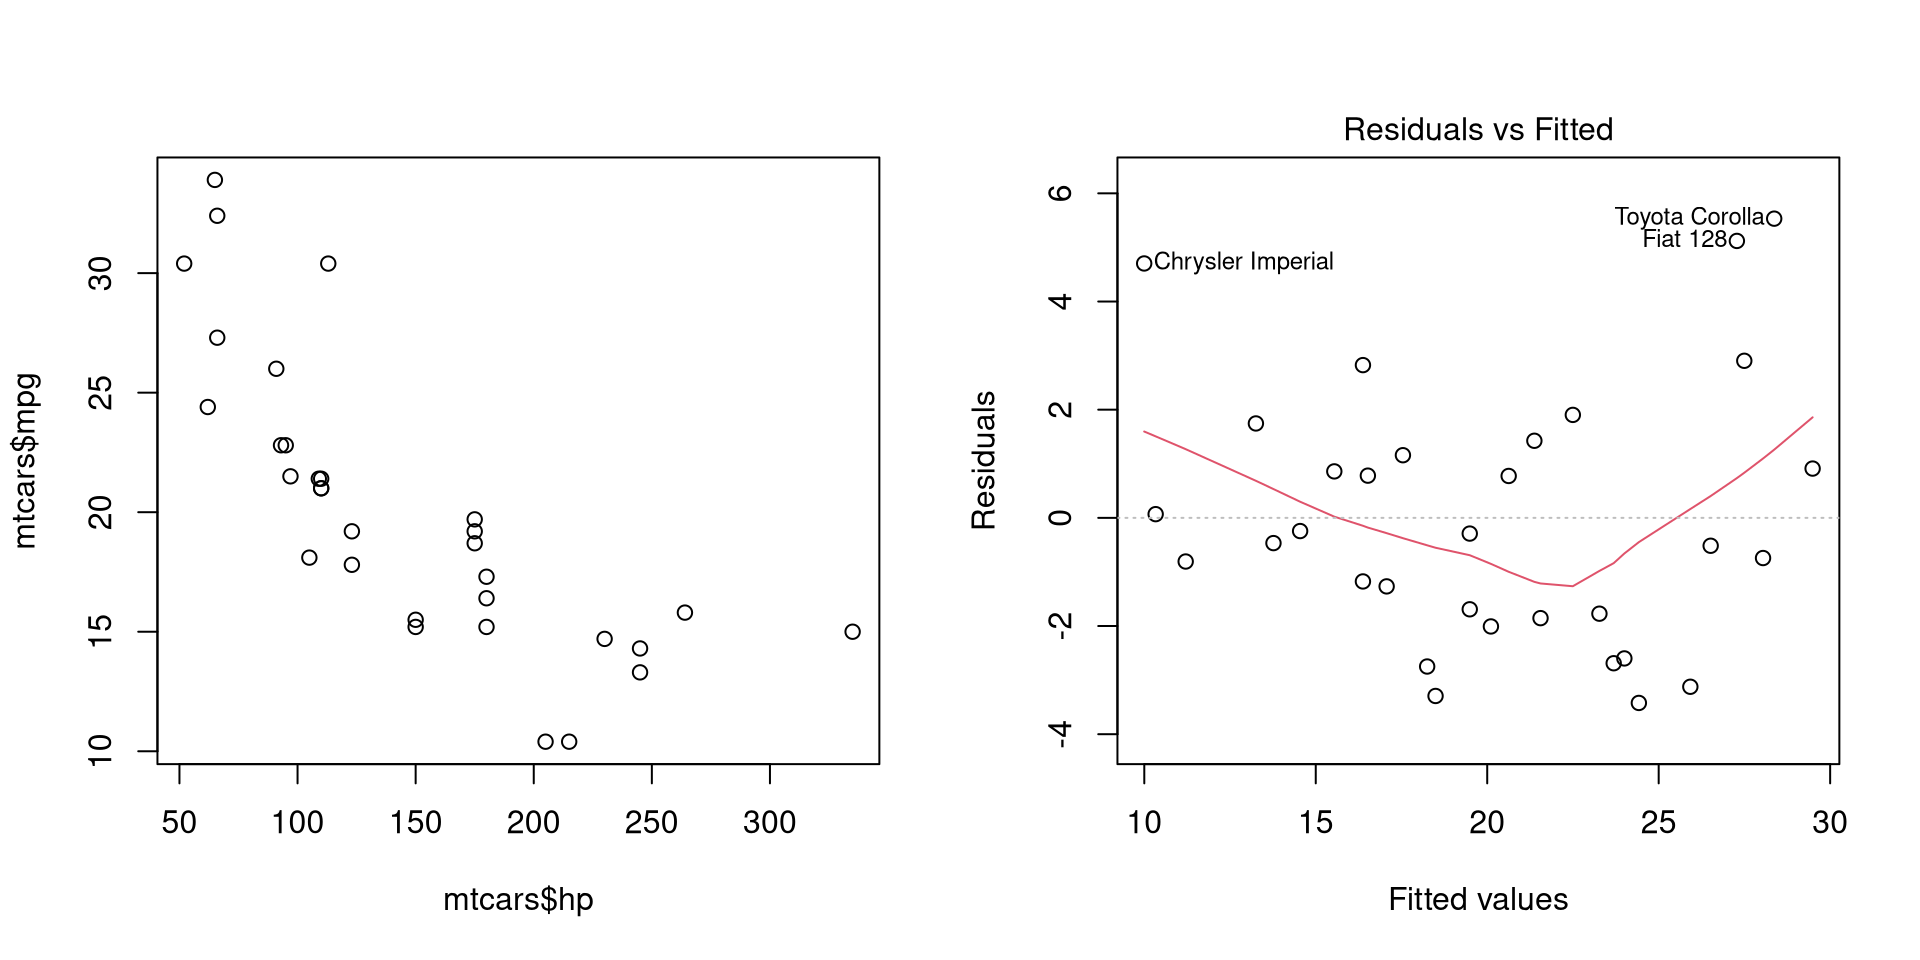 mtcars$mpg
30
25
20
15
10
50 100 150 200 250 300
mtcars$hp
Residuals vs Fitted
Residuals
6
4
2
0
-2
-4
Toyota Corolla
Fiat 128
Chrysler Imperial
10 15 20 25 30
Fitted values